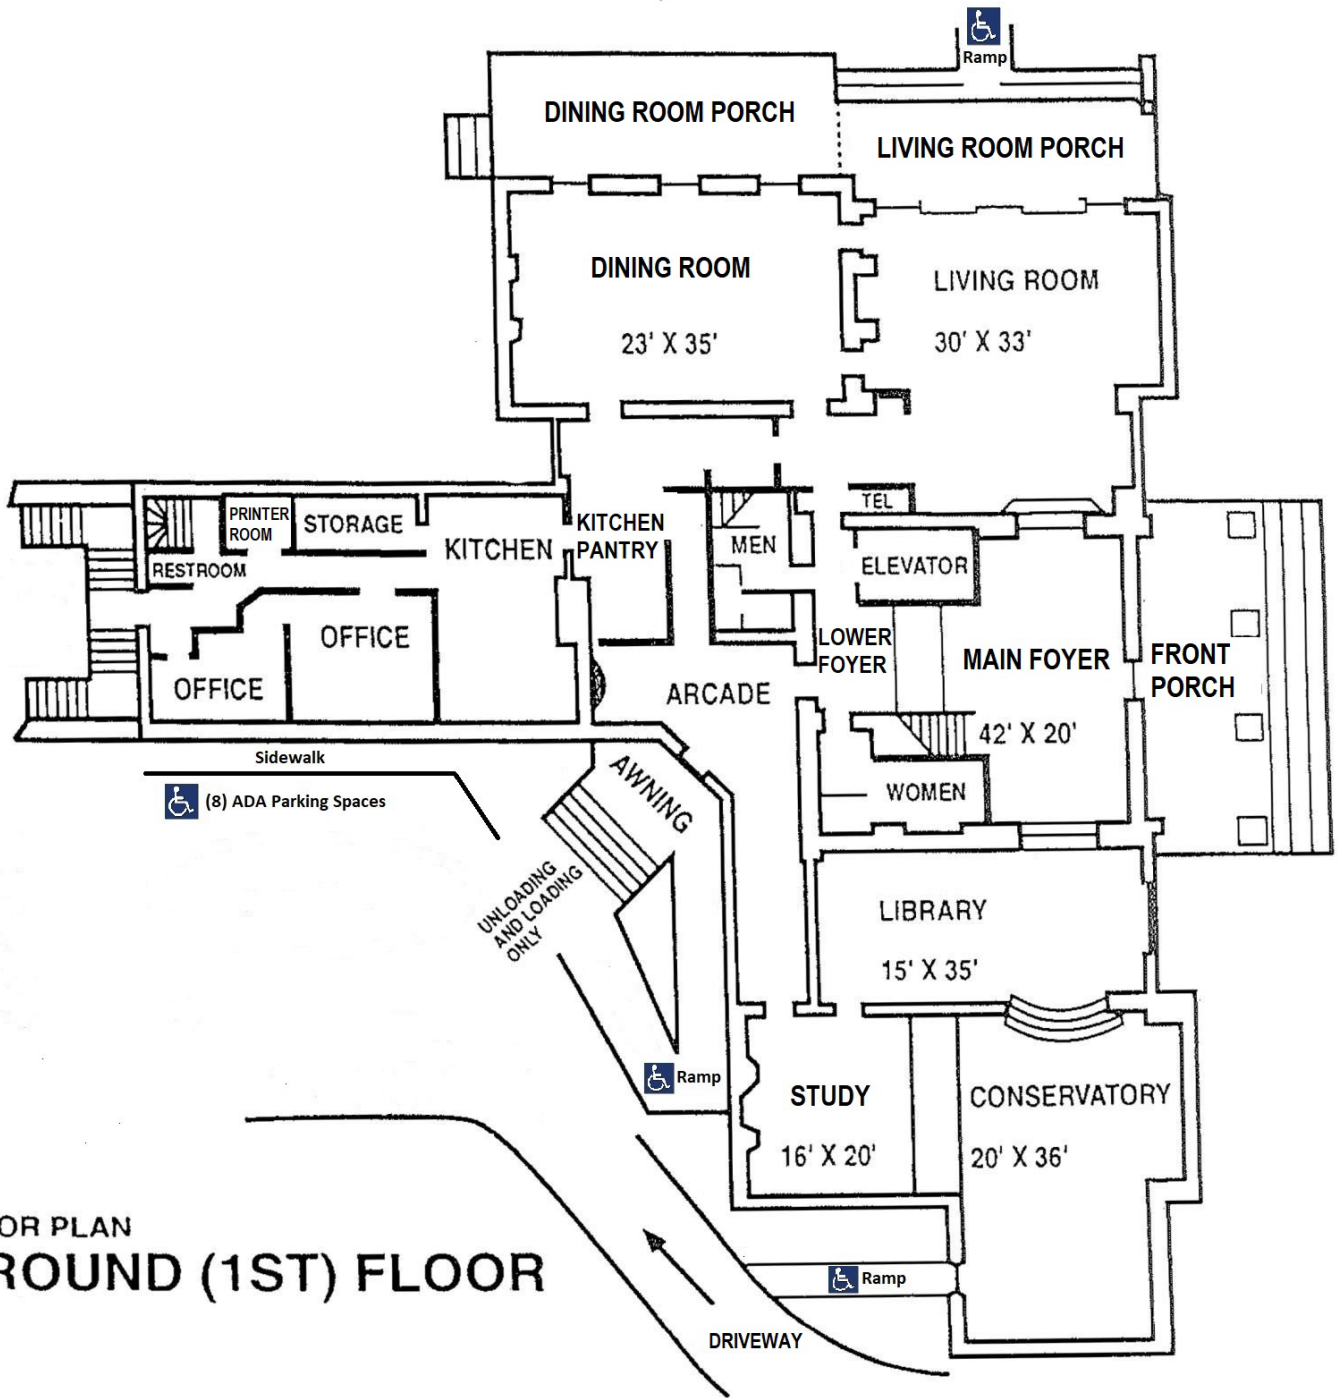 Ramp
DINING ROOM PORCH
LIVING ROOM PORCH
DINING ROOM
23' X 35'
LIVING ROOM
30' X 33'
TEL
PRINTER
ROOM
STORAGE
KITCHEN
KITCHEN
PANTRY
MEN
ELEVATOR
RESTROOM
OFFICE
OFFICE
ARCADE
LOWER
FOYER
MAIN FOYER
42' X 20'
FRONT
PORCH
WOMEN
Sidewalk
(8) ADA Parking Spaces
AWNING
UNLOADING
AND LOADING
ONLY
LIBRARY
15' X 35'
Ramp
STUDY
16' X 20'
CONSERVATORY
20' X 36'
OR PLAN
ROUND (1ST) FLOOR
Ramp
DRIVEWAY